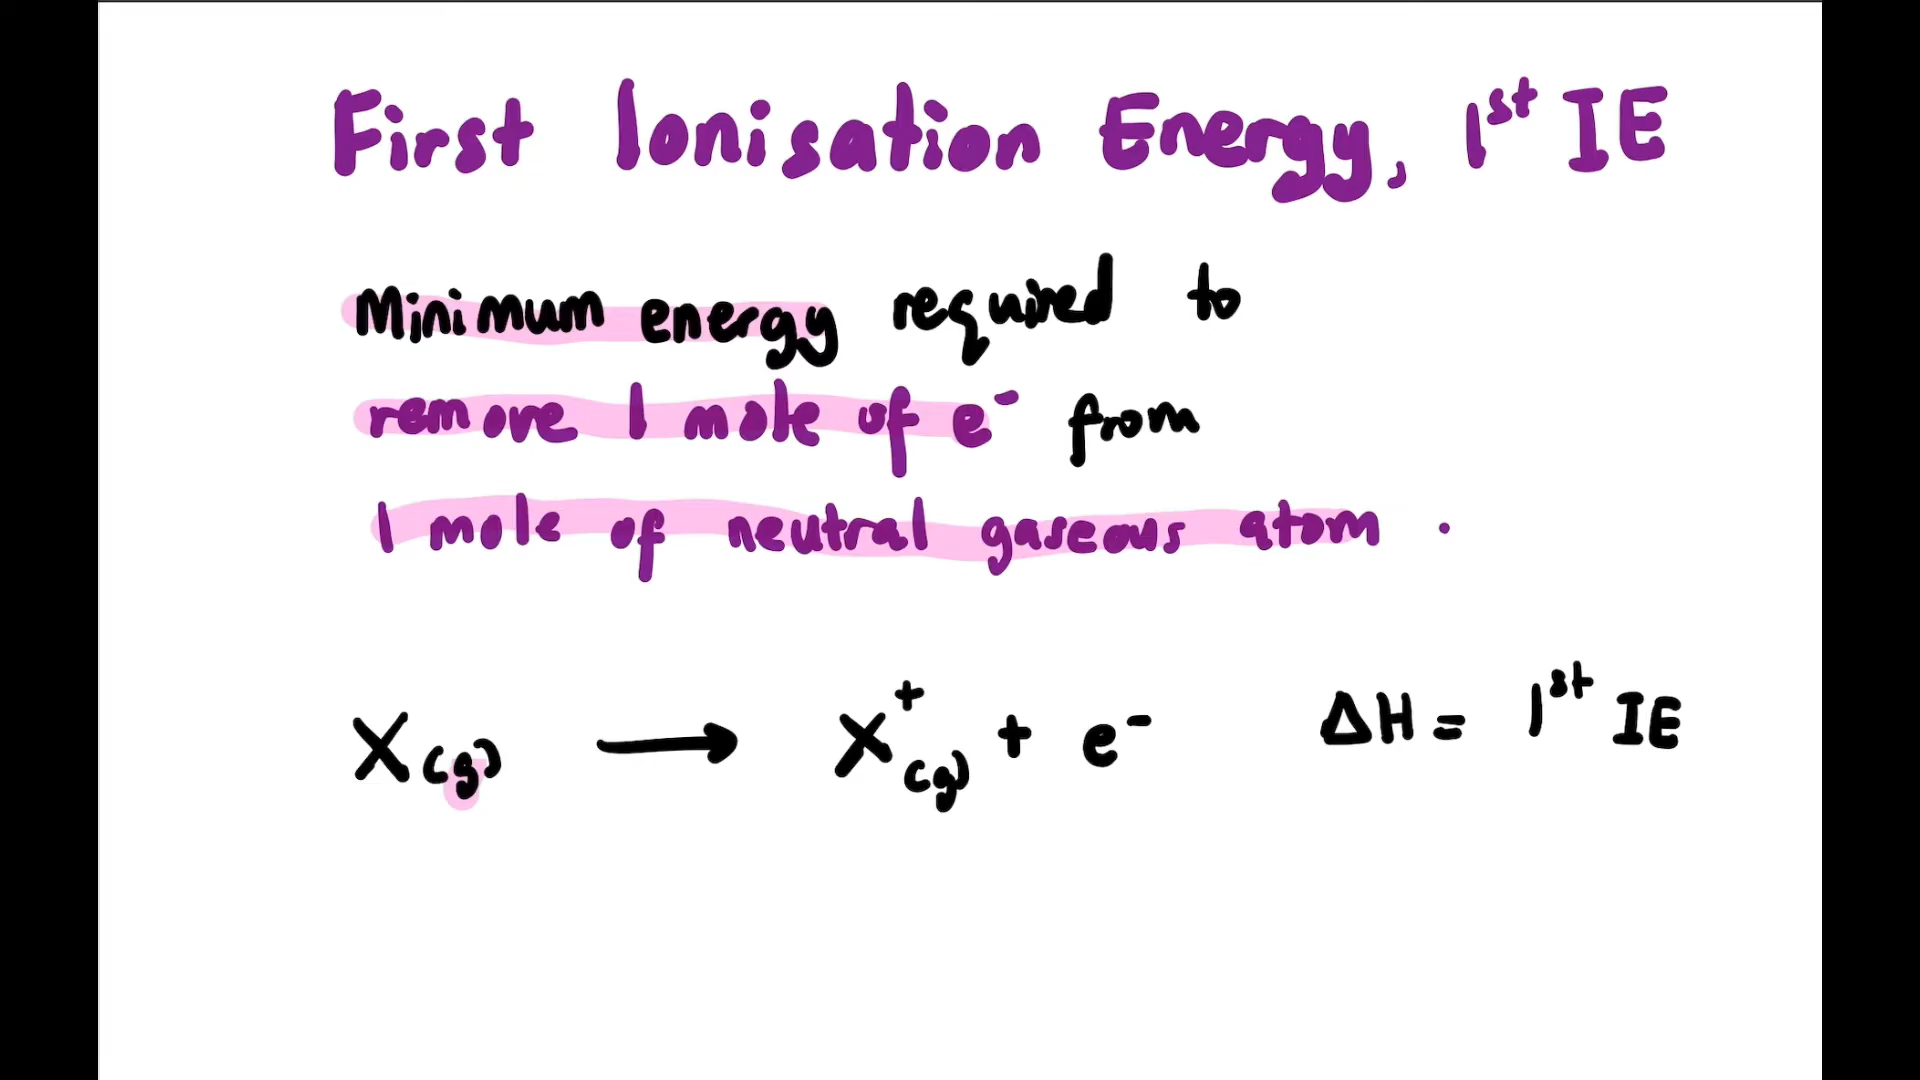 First Ionisation Energy, 1st IE
Minimum energy required to
remove 1 mole of e⁻ from
1 mole of neutral gaseous atom.
X(g) → X⁺(g) + e⁻ ΔH = 1st IE